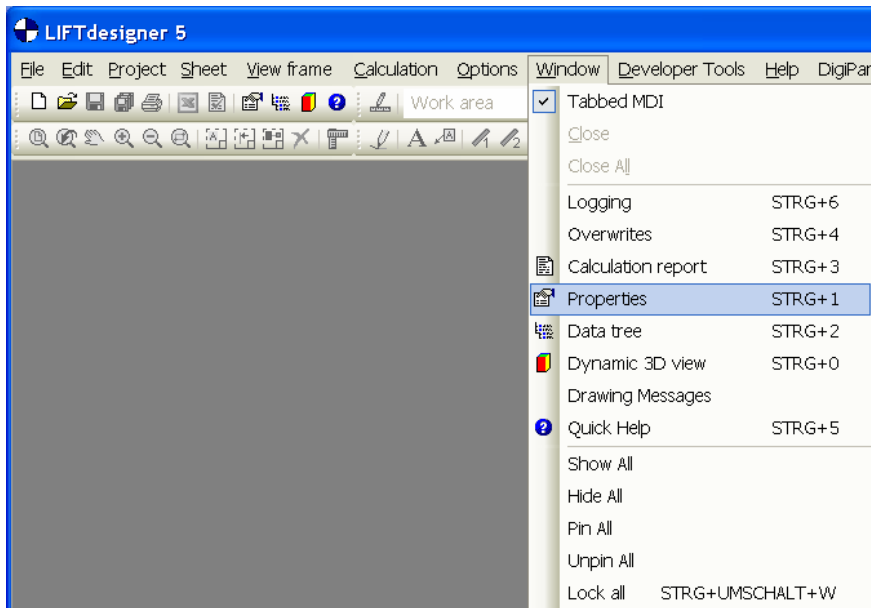 LIFTdesigner 5
File Edit Project Sheet View frame Calculation Options Window Developer Tools Help DigiPar
Work area
A A
1 2
Tabbed MDI
Close
Close All
Logging STRG+6
Overwrites STRG+4
Calculation report STRG+3
Properties STRG+1
Data tree STRG+2
Dynamic 3D view STRG+0
Drawing Messages
Quick Help STRG+5
Show All
Hide All
Pin All
Unpin All
Lock all STRG+UMSCHALT+W